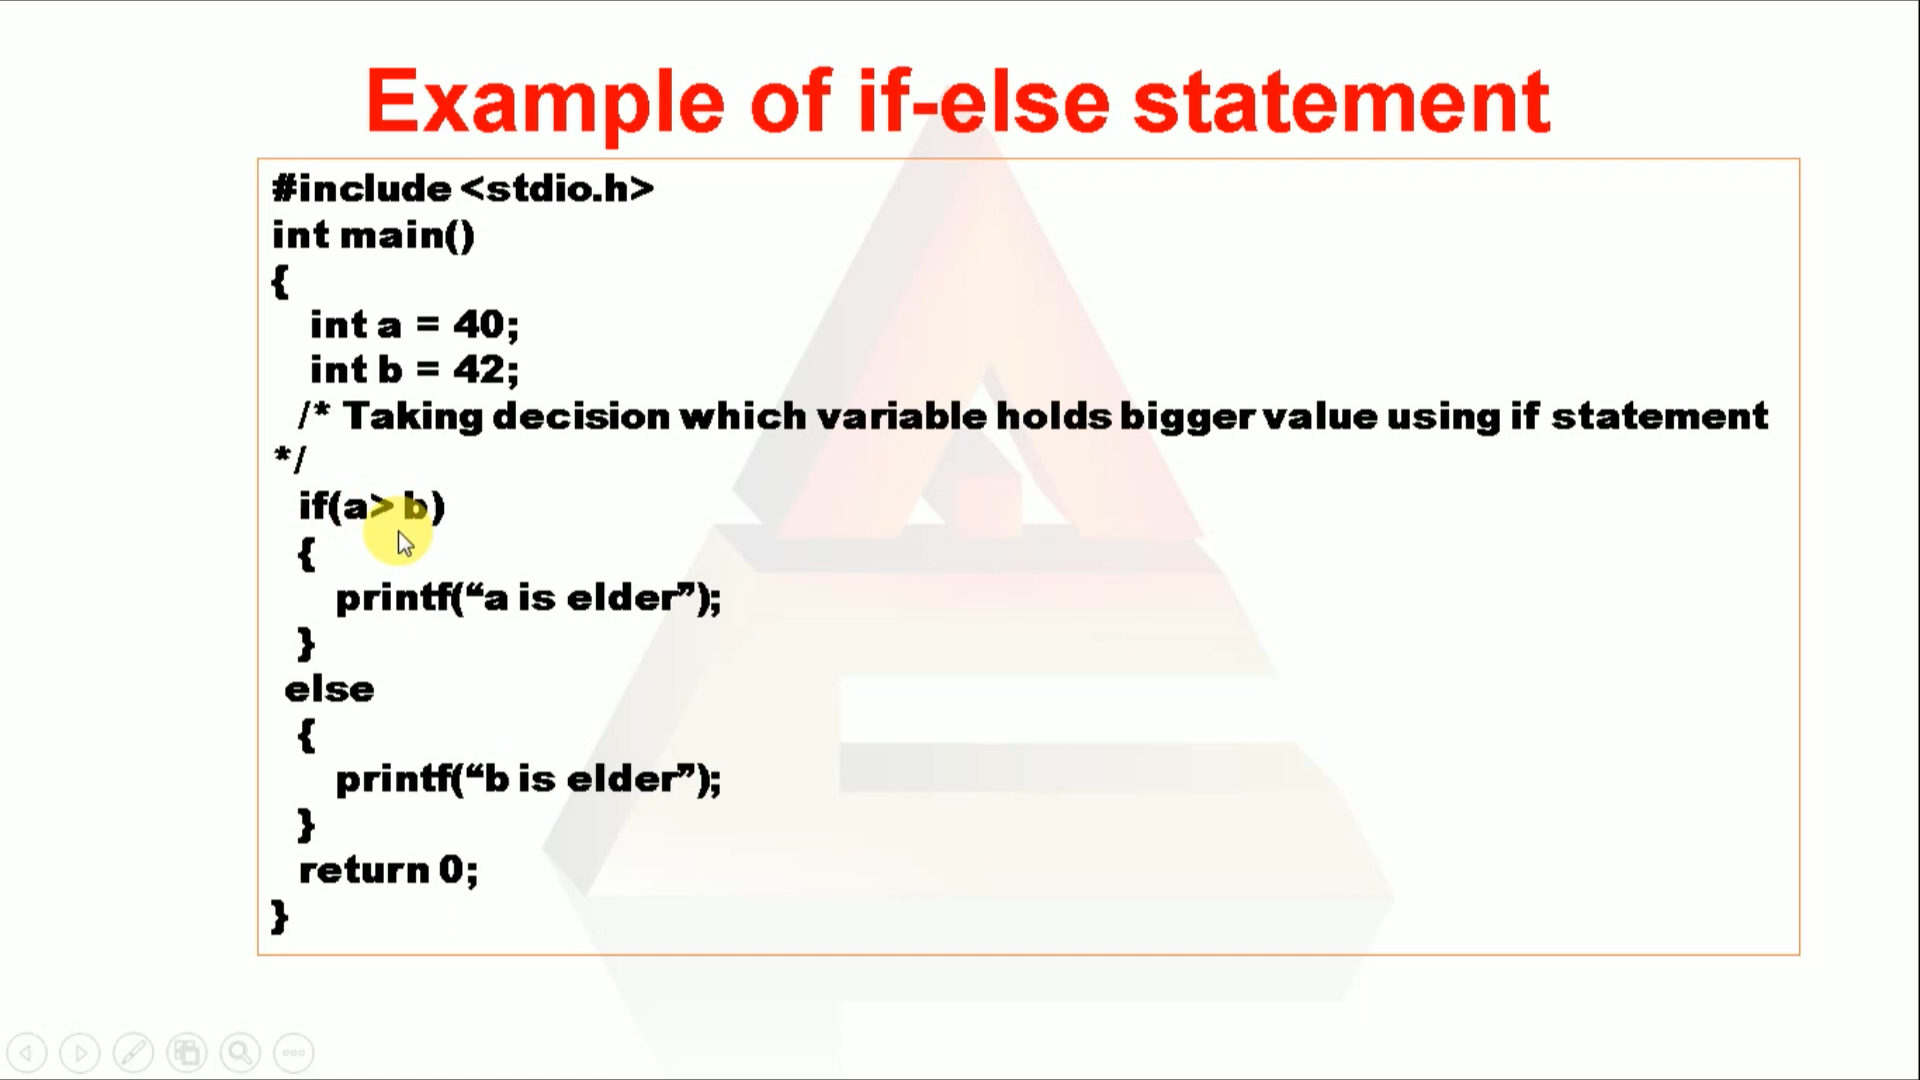 Example of if-else statement
#include <stdio.h>
int main()
{
int a = 40;
int b = 42;
/* Taking decision which variable holds bigger value using if statement
*/
if(a> b)
{
printf(“a is elder”);
}
else
{
printf(“b is elder”);
}
return 0;
}